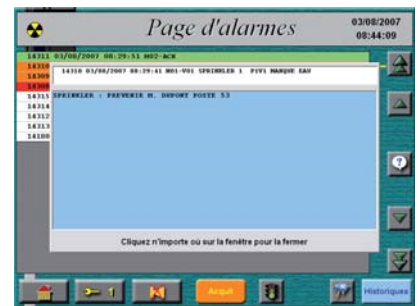 Page d'alarmes
03/08/2007
08:44:09
14311 03/08/2007 08:29:51 M02-ACK
14310
14310 03/08/2007 08:29:41 M01-V01 SPRINKLER 1 PIV1 MANQUE EAU
14309
14308
14315
SPRINKLER : PREVENIR M. DUPONT POSTE 53
14314
14312
14313
14100
Cliquez n'importe où sur la fenêtre pour la fermer
1
Acquit
Historiques